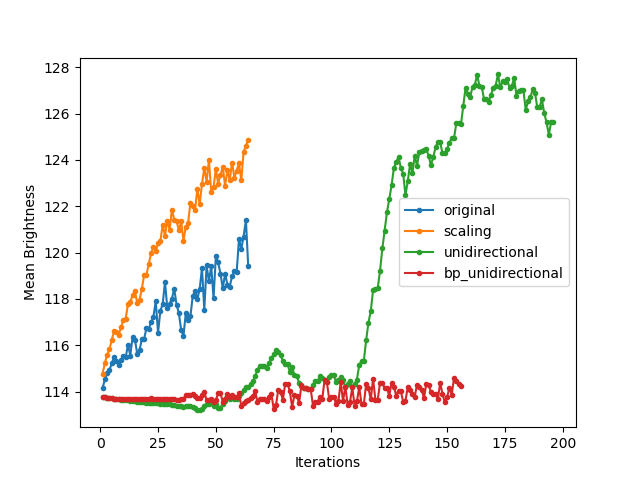 128
126
124
122
120
118
116
114
Mean Brightness
original
scaling
unidirectional
bp_unidirectional
0 25 50 75 100 125 150 175 200
Iterations